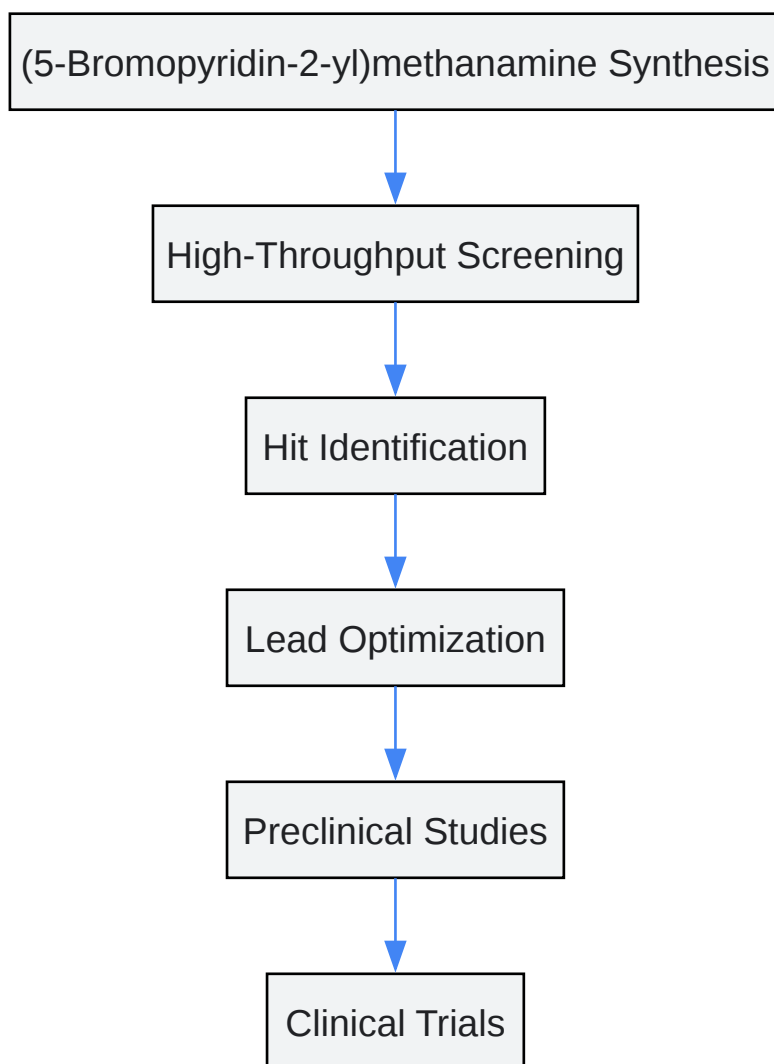 (5-Bromopyridin-2-yl)methanamine Synthesis
High-Throughput Screening
Hit Identification
Lead Optimization
Preclinical Studies
Clinical Trials